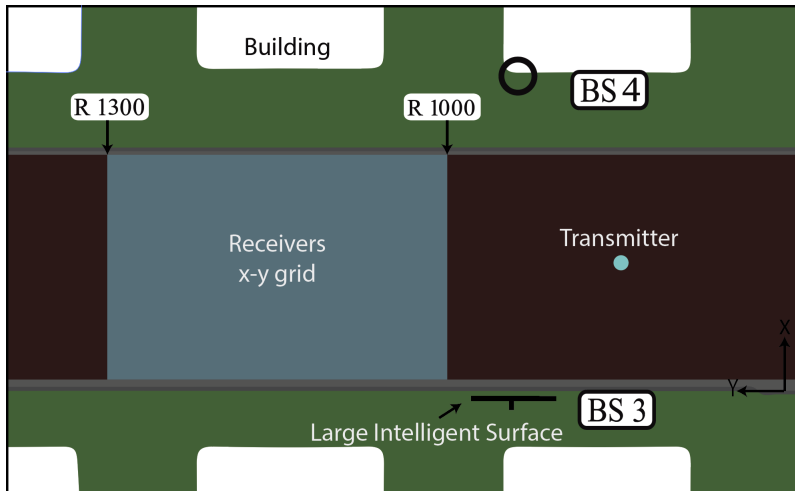 Building
BS 4
R 1300
R 1000
Receivers
x-y grid
Transmitter
X
Y
BS 3
Large Intelligent Surface